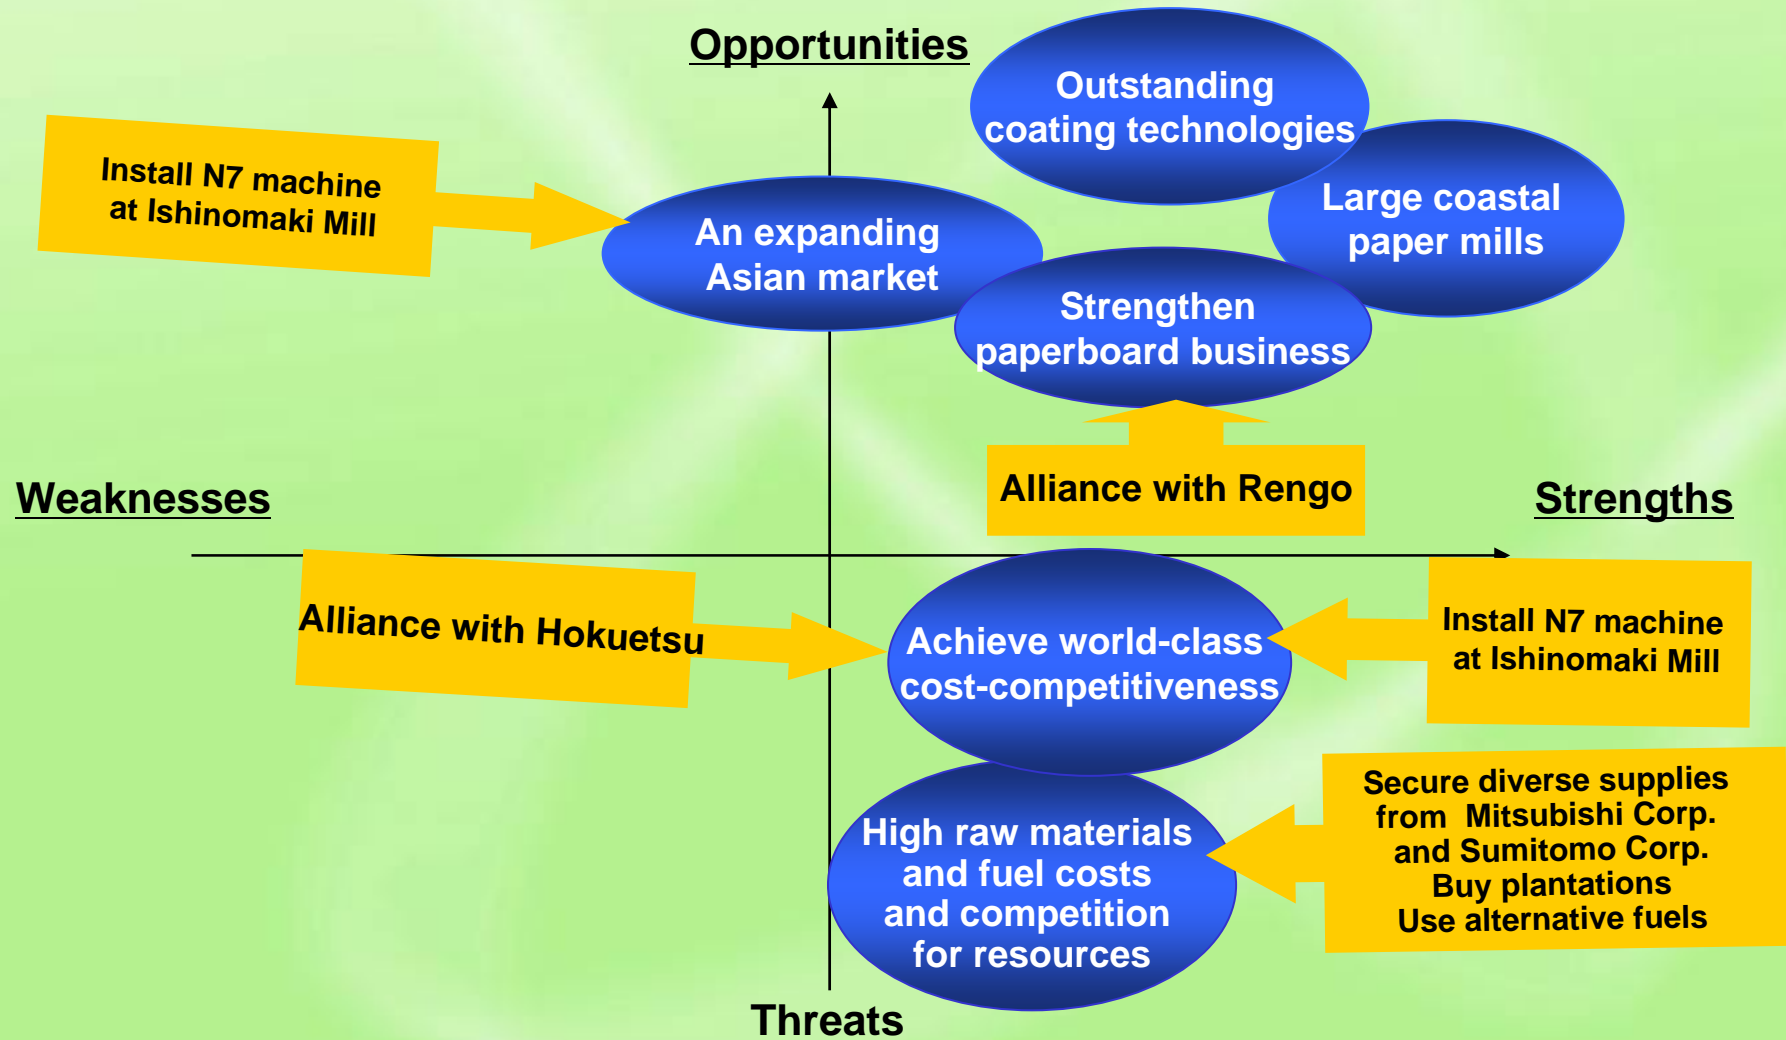 Opportunities
Outstanding
coating technologies
Install N7 machine
at Ishinomaki Mill
Large coastal
paper mills
An expanding
Asian market
Strengthen
paperboard business
Alliance with Rengo
Weaknesses
Strengths
Alliance with Hokuetsu
Achieve world-class
cost-competitiveness
Install N7 machine
at Ishinomaki Mill
High raw materials
and fuel costs
and competition
for resources
Secure diverse supplies
from Mitsubishi Corp.
and Sumitomo Corp.
Buy plantations
Use alternative fuels
Threats